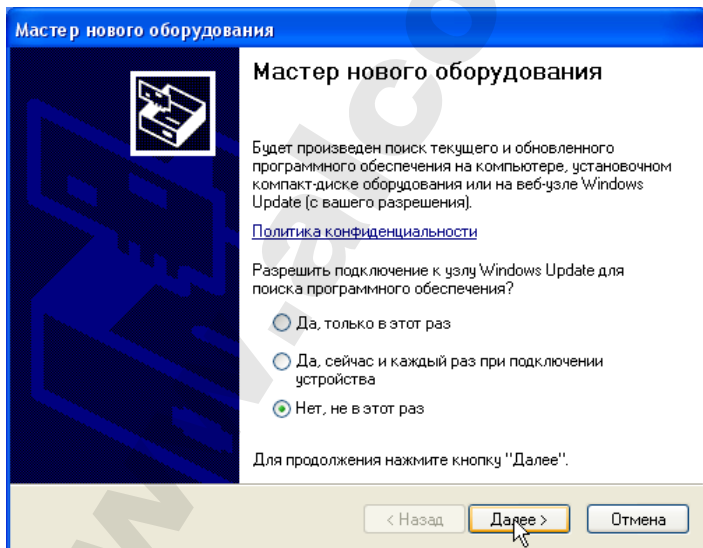 Мастер нового оборудования
Мастер нового оборудования
Будет произведен поиск текущего и обновленного
программного обеспечения на компьютере, установочном
компакт-диске оборудования или на веб-узле Windows
Update (с вашего разрешения).
Политика конфиденциальности
Разрешить подключение к узлу Windows Update для
поиска программного обеспечения?
Да, только в этот раз
Да, сейчас и каждый раз при подключении
устройства
Нет, не в этот раз
Для продолжения нажмите кнопку "Далее".
< Назад
Далее >
Отмена